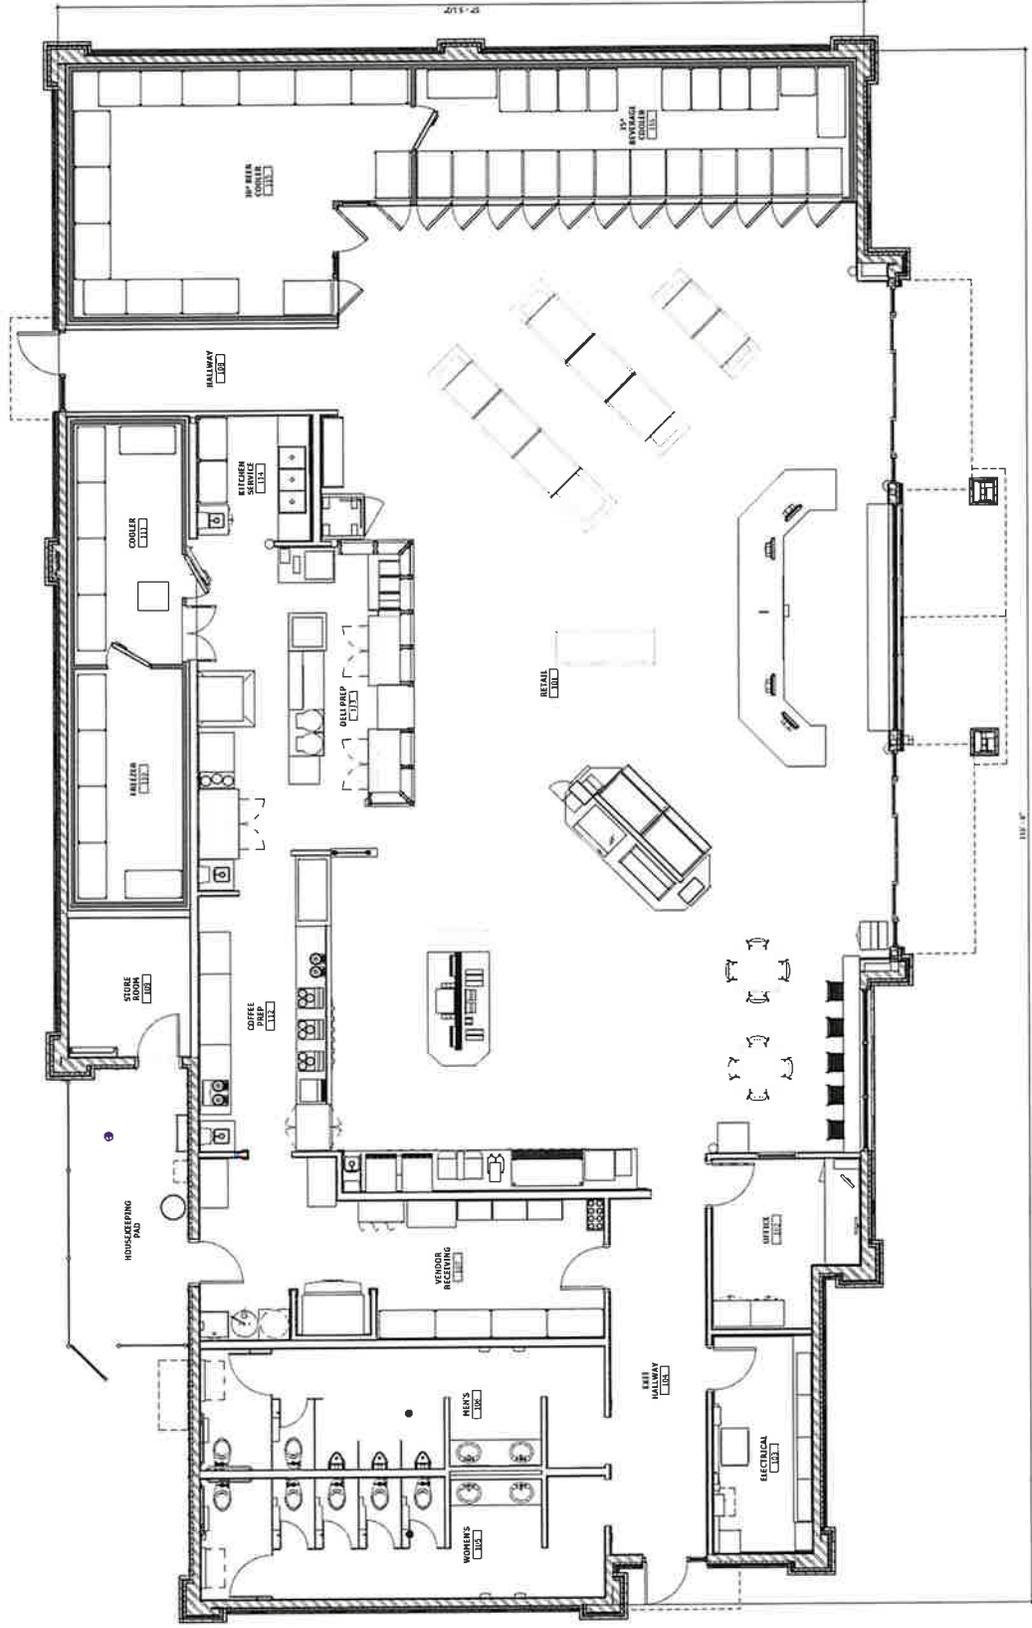 HOUSEKEEPING
PAD
STORE
ROOM
109
FREEZER
110
COOLER
111
HALLWAY
108
BEER
COOLER
COFFEE
PREP
112
KITCHEN
SERVICE
114
DELI PREP
113
VENDOR
RECEIVING
107
MEN'S
106
WOMEN'S
105
RETAIL
101
35°
BEVERAGE
COOLER
EXIT
HALLWAY
104
OFFICE
102
ELECTRICAL
103